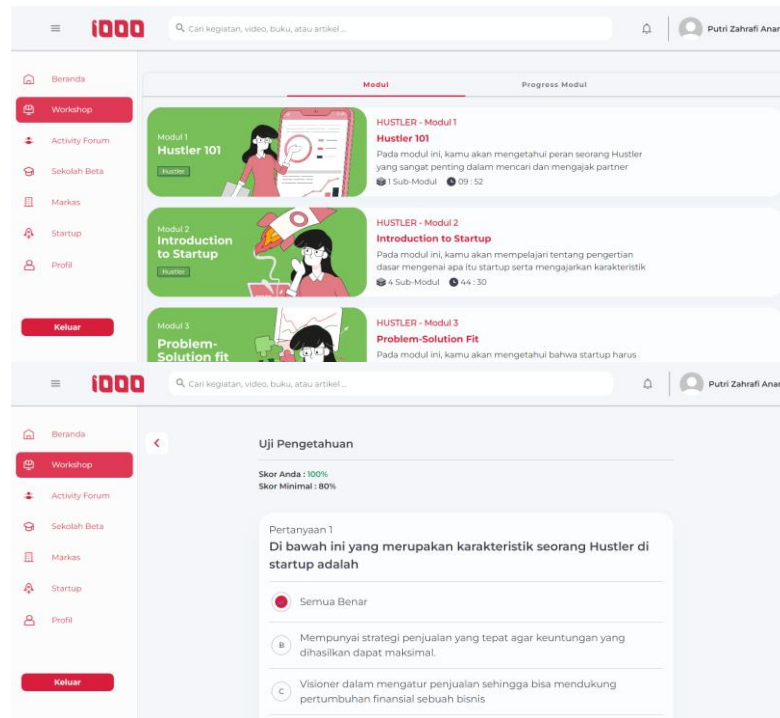 1000
Cari kegiatan, video, buku, atau artikel ...
Putri Zahrafi Anan
Beranda
Workshop
Activity Forum
Sekolah Beta
Markas
Startup
Profil
Keluar
Modul
Progress Modul
Modul 1
Hustler 101
Hustler
HUSTLER - Modul 1
Hustler 101
Pada modul ini, kamu akan mengetahui peran seorang Hustler
yang sangat penting dalam mencari dan mengajak partner
1 Sub-Modul 09 : 52
Modul 2
Introduction
to Startup
Hustler
HUSTLER - Modul 2
Introduction to Startup
Pada modul ini, kamu akan mempelajari tentang pengertian
dasar mengenai apa itu startup serta mengajarkan karakteristik
4 Sub-Modul 44 : 30
Modul 3
Problem-
Solution fit
HUSTLER - Modul 3
Problem-Solution Fit
Pada modul ini, kamu akan mengetahui bahwa startup harus
1000
Cari kegiatan, video, buku, atau artikel ...
Putri Zahrafi Anan
Beranda
Workshop
Activity Forum
Sekolah Beta
Markas
Startup
Profil
Keluar
Uji Pengetahuan
Skor Anda : 100%
Skor Minimal : 80%
Pertanyaan 1
Di bawah ini yang merupakan karakteristik seorang Hustler di
startup adalah
Semua Benar
B Mempunyai strategi penjualan yang tepat agar keuntungan yang
dihasilkan dapat maksimal.
C Visioner dalam mengatur penjualan sehingga bisa mendukung
pertumbuhan finansial sebuah bisnis